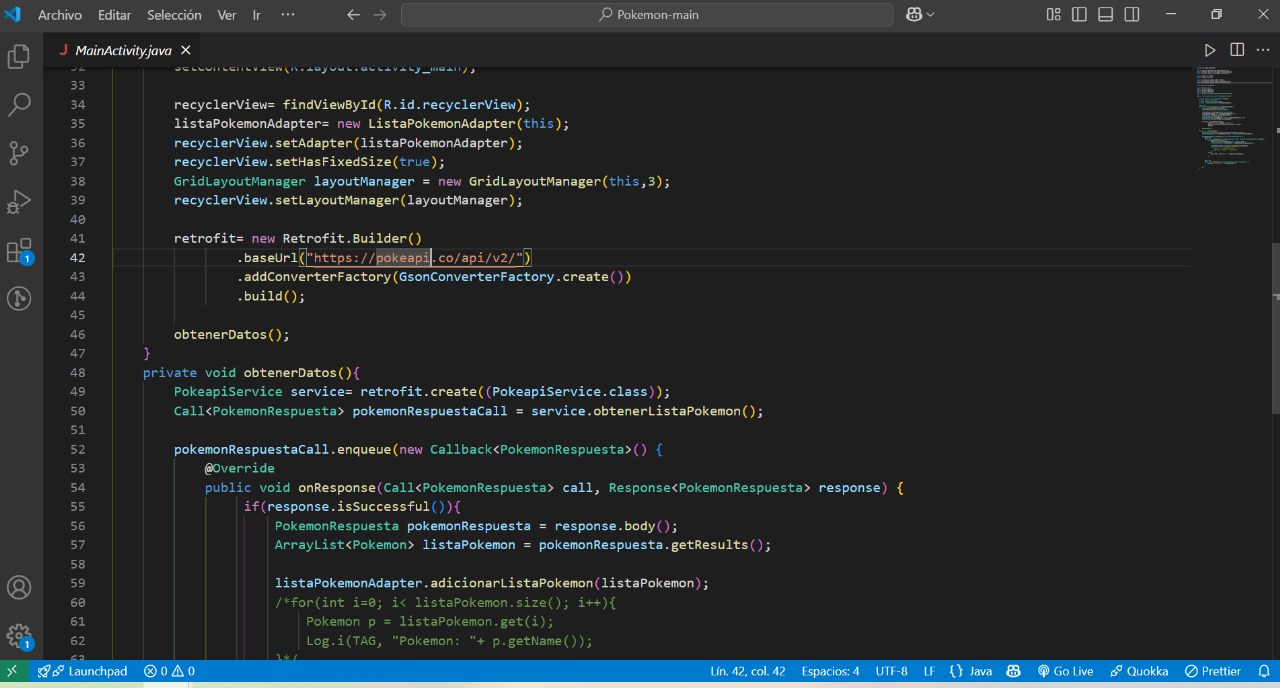 Archivo Editar Selección Ver Ir ··· Pokemon-main
J MainActivity.java
32 setContentView(R.layout.activity_main);
33
34 recyclerView= findViewById(R.id.recyclerView);
35 listaPokemonAdapter= new ListaPokemonAdapter(this);
36 recyclerView.setAdapter(listaPokemonAdapter);
37 recyclerView.setHasFixedSize(true);
38 GridLayoutManager layoutManager = new GridLayoutManager(this,3);
39 recyclerView.setLayoutManager(layoutManager);
40
41 retrofit= new Retrofit.Builder()
42 .baseUrl("https://pokeapi.co/api/v2/")
43 .addConverterFactory(GsonConverterFactory.create())
44 .build();
45
46 obtenerDatos();
47 }
48 private void obtenerDatos(){
49 PokeapiService service= retrofit.create((PokeapiService.class));
50 Call<PokemonRespuesta> pokemonRespuestaCall = service.obtenerListaPokemon();
51
52 pokemonRespuestaCall.enqueue(new Callback<PokemonRespuesta>() {
53 @Override
54 public void onResponse(Call<PokemonRespuesta> call, Response<PokemonRespuesta> response) {
55 if(response.isSuccessful()){
56 PokemonRespuesta pokemonRespuesta = response.body();
57 ArrayList<Pokemon> listaPokemon = pokemonRespuesta.getResults();
58
59 listaPokemonAdapter.adicionarListaPokemon(listaPokemon);
60 /*for(int i=0; i< listaPokemon.size(); i++){
61 Pokemon p = listaPokemon.get(i);
62 Log.i(TAG, "Pokemon: "+ p.getName());
63 }*/
1
1
Launchpad 0 0 Lín. 42, col. 42 Espacios: 4 UTF-8 LF {} Java Go Live Quokka Prettier